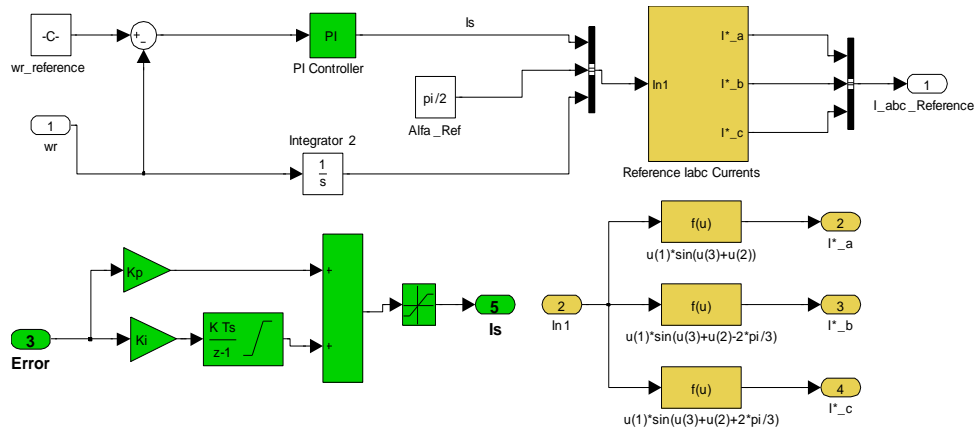 Is
-C-
+
−
PI
wr_reference
PI Controller
pi/2
Alfa _Ref
In1
I*_a
I*_b
I*_c
1
I_abc _Reference
1
wr
Integrator 2
1
s
Reference Iabc Currents
Kp
+
Ki
K Ts
z-1
+
3
Error
5
Is
2
In1
f(u)
u(1)*sin(u(3)+u(2))
2
I*_a
f(u)
u(1)*sin(u(3)+u(2)-2*pi/3)
3
I*_b
f(u)
u(1)*sin(u(3)+u(2)+2*pi/3)
4
I*_c